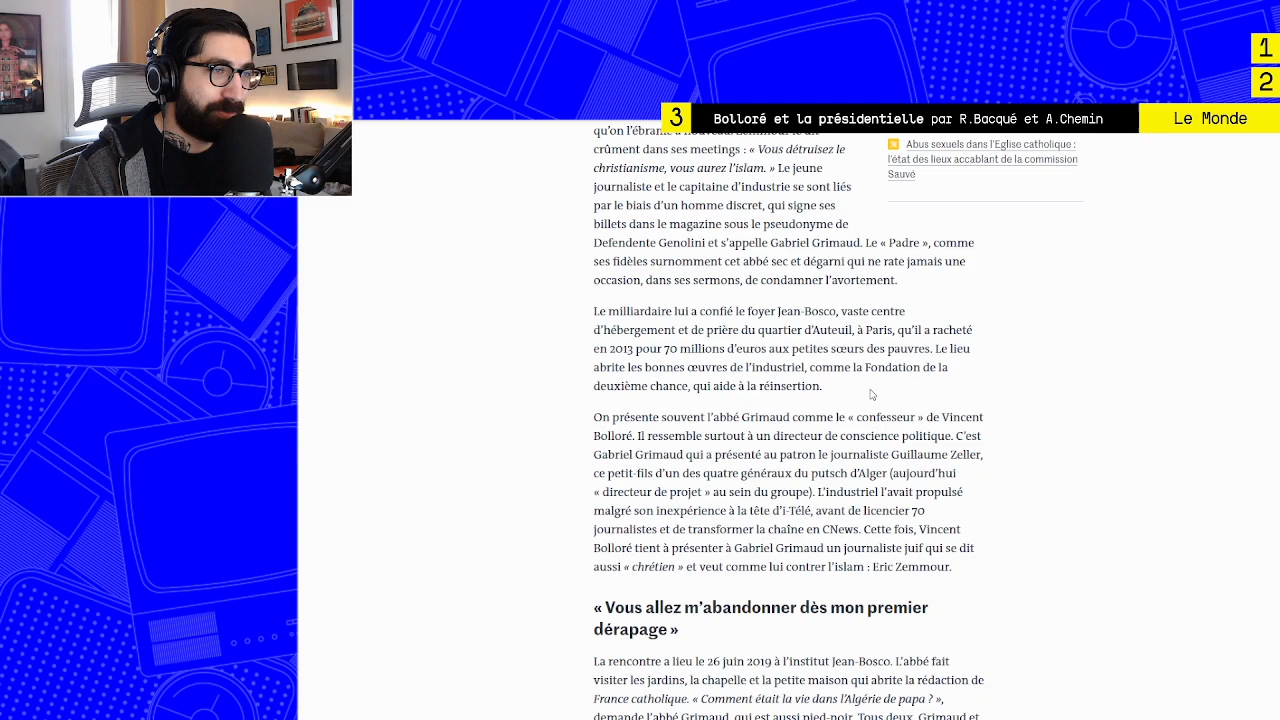 1
2
3 Bolloré et la présidentielle par R.Bacqué et A.Chemin Le Monde
crûment dans ses meetings : « Vous détruisez le
christianisme, vous aurez l'islam. » Le jeune
journaliste et le capitaine d'industrie se sont liés
par le biais d'un homme discret, qui signe ses
billets dans le magazine sous le pseudonyme de
Defendente Genolini et s'appelle Gabriel Grimaud. Le « Padre », comme
ses fidèles surnomment cet abbé sec et dégarni qui ne rate jamais une
occasion, dans ses sermons, de condamner l'avortement.
Abus sexuels dans l'Eglise catholique :
l'état des lieux accablant de la commission
Sauvé
Le milliardaire lui a confié le foyer Jean-Bosco, vaste centre
d'hébergement et de prière du quartier d'Auteuil, à Paris, qu'il a racheté
en 2013 pour 70 millions d'euros aux petites sœurs des pauvres. Le lieu
abrite les bonnes œuvres de l'industriel, comme la Fondation de la
deuxième chance, qui aide à la réinsertion.
On présente souvent l'abbé Grimaud comme le « confesseur » de Vincent
Bolloré. Il ressemble surtout à un directeur de conscience politique. C'est
Gabriel Grimaud qui a présenté au patron le journaliste Guillaume Zeller,
ce petit-fils d'un des quatre généraux du putsch d'Alger (aujourd'hui
« directeur de projet » au sein du groupe). L'industriel l'avait propulsé
malgré son inexpérience à la tête d'i-Télé, avant de licencier 70
journalistes et de transformer la chaîne en CNews. Cette fois, Vincent
Bolloré tient à présenter à Gabriel Grimaud un journaliste juif qui se dit
aussi « chrétien » et veut comme lui contrer l'islam : Eric Zemmour.
« Vous allez m'abandonner dès mon premier
dérapage »
La rencontre a lieu le 26 juin 2019 à l'institut Jean-Bosco. L'abbé fait
visiter les jardins, la chapelle et la petite maison qui abrite la rédaction de
France catholique. « Comment était la vie dans l'Algérie de papa ? »,
demande l'abbé Grimaud, qui est aussi pied-noir. Tous deux, Grimaud et